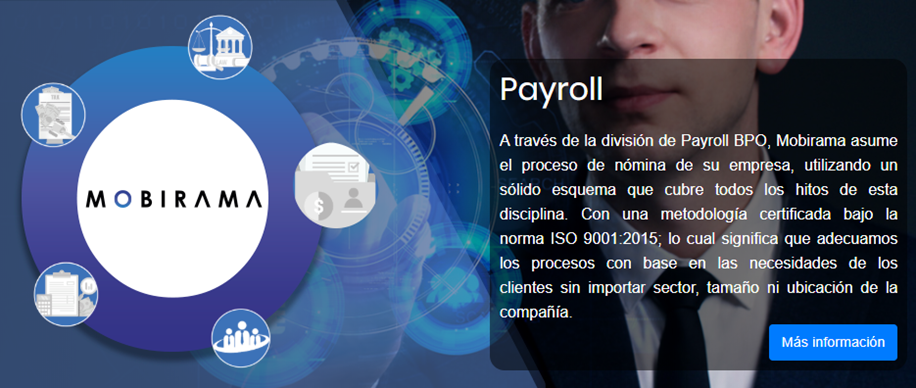 MOBIRAMA
Payroll
A través de la división de Payroll BPO, Mobirama asume
el proceso de nómina de su empresa, utilizando un
sólido esquema que cubre todos los hitos de esta
disciplina. Con una metodología certificada bajo la
norma ISO 9001:2015; lo cual significa que adecuamos
los procesos con base en las necesidades de los
clientes sin importar sector, tamaño ni ubicación de la
compañía.
Más información